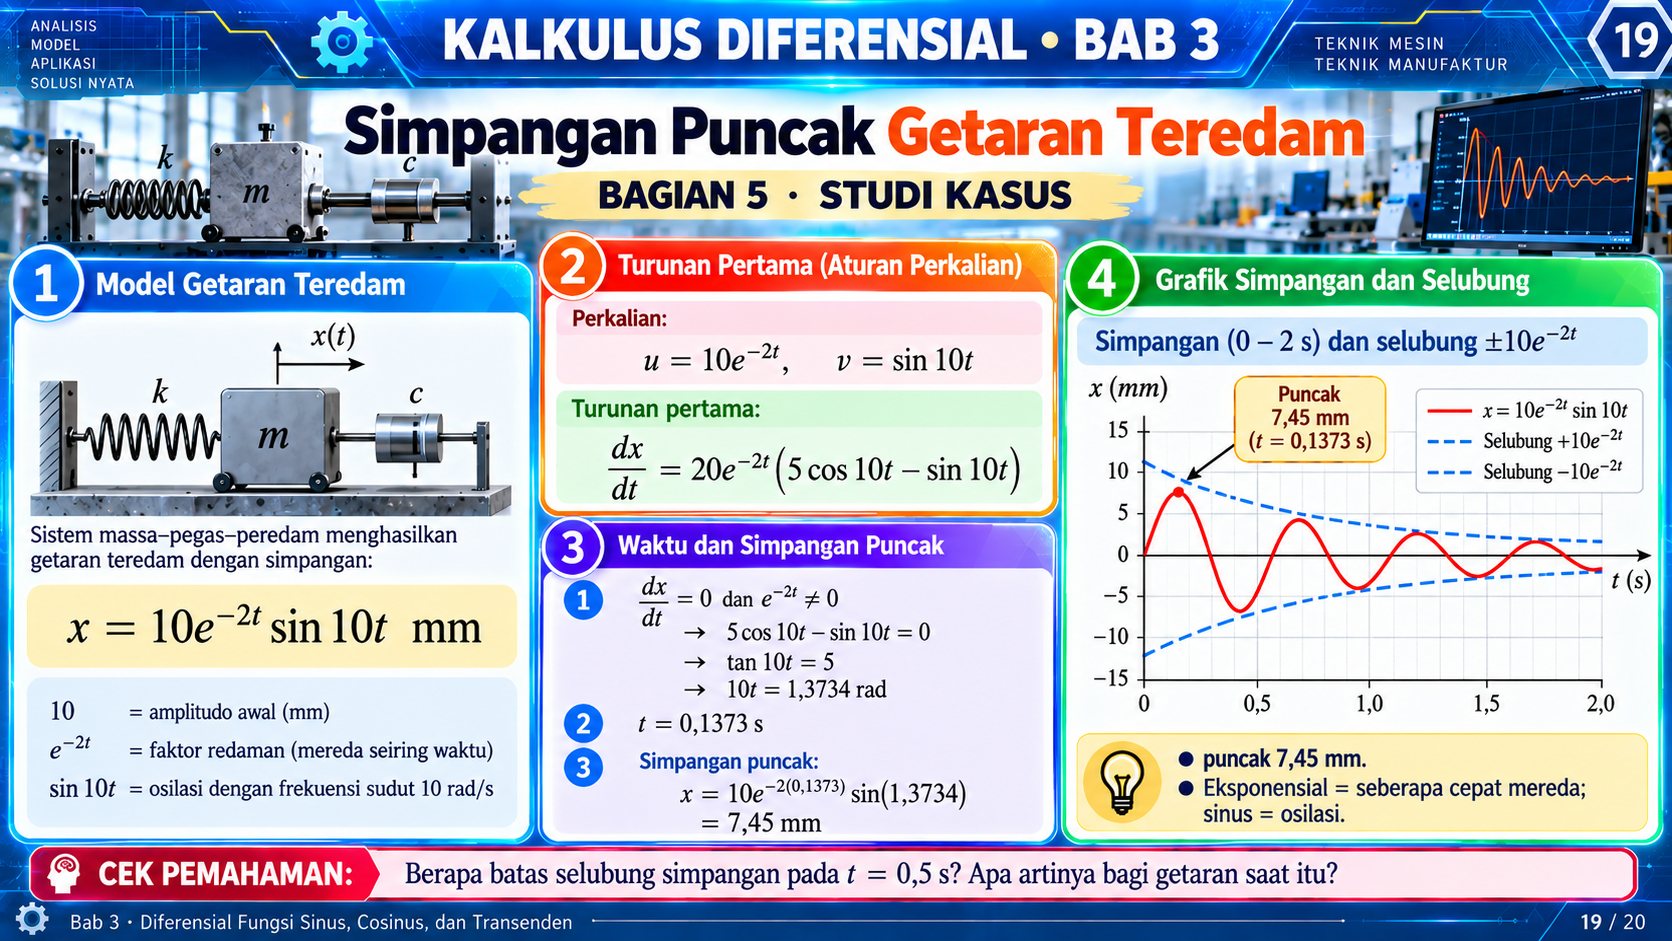 ANALISIS
MODEL
APLIKASI
SOLUSI NYATA
KALKULUS DIFERENSIAL • BAB 3
TEKNIK MESIN
TEKNIK MANUFAKTUR
19
Simpangan Puncak Getaran Teredam
BAGIAN 5 · STUDI KASUS
k
m
c
1 Model Getaran Teredam
x(t)
k
m
c
Sistem massa–pegas–peredam menghasilkan
getaran teredam dengan simpangan:
x = 10e^{−2t} sin 10t mm
10 = amplitudo awal (mm)
e^{−2t} = faktor redaman (mereda seiring waktu)
sin 10t = osilasi dengan frekuensi sudut 10 rad/s
2 Turunan Pertama (Aturan Perkalian)
Perkalian:
u = 10e^{−2t}, v = sin 10t
Turunan pertama:
dx/dt = 20e^{−2t} (5 cos 10t − sin 10t)
3 Waktu dan Simpangan Puncak
1 dx/dt = 0 dan e^{−2t} ≠ 0
→ 5 cos 10t − sin 10t = 0
→ tan 10t = 5
→ 10t = 1,3734 rad
2 t = 0,1373 s
3 Simpangan puncak:
x = 10e^{−2(0,1373)} sin(1,3734)
= 7,45 mm
4 Grafik Simpangan dan Selubung
Simpangan (0 – 2 s) dan selubung ±10e^{−2t}
x (mm)
Puncak
7,45 mm
(t = 0,1373 s)
x = 10e^{−2t} sin 10t
Selubung +10e^{−2t}
Selubung −10e^{−2t}
15
10
5
0
−5
−10
−15
t (s)
0 0,5 1,0 1,5 2,0
● puncak 7,45 mm.
● Eksponensial = seberapa cepat mereda;
sinus = osilasi.
CEK PEMAHAMAN: Berapa batas selubung simpangan pada t = 0,5 s? Apa artinya bagi getaran saat itu?
Bab 3 • Diferensial Fungsi Sinus, Cosinus, dan Transenden
19 / 20